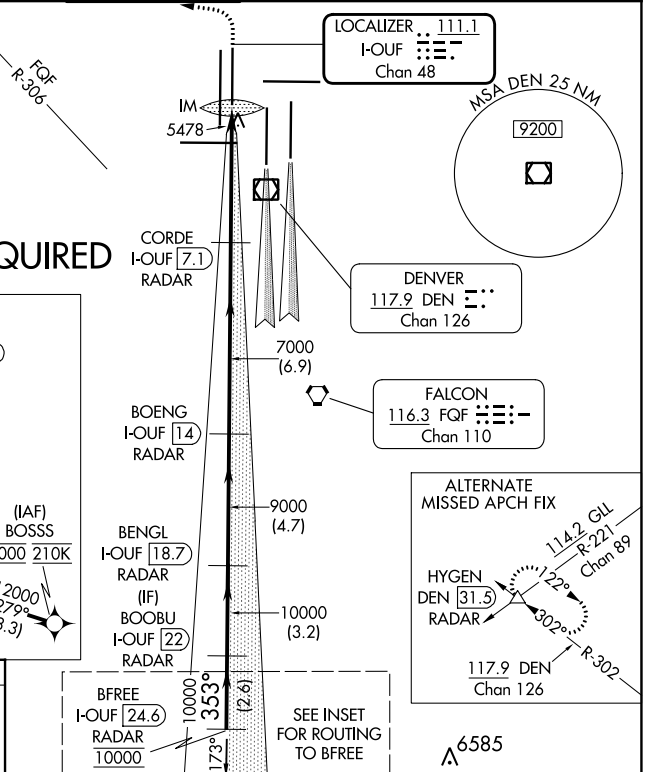 LOCALIZER 111.1
I-OUF
Chan 48
FQF
R-306
IM
5478
MSA DEN 25 NM
9200
QUIRED
CORDE
I-OUF 7.1
RADAR
DENVER
117.9 DEN
Chan 126
7000
(6.9)
FALCON
116.3 FQF
Chan 110
BOENG
I-OUF 14
RADAR
9000
(4.7)
ALTERNATE
MISSED APCH FIX
114.2 GLL
R-221
Chan 89
122°
HYGEN
DEN 31.5
RADAR
302°
R-302
117.9 DEN
Chan 126
(IAF)
BOSSS
000 210K
2000
279°
8.3)
BENGL
I-OUF 18.7
RADAR
(IF)
BOOBU
I-OUF 22
RADAR
10000
(3.2)
BFREE
I-OUF 24.6
RADAR
10000
10000
353°
(2.6)
173°
SEE INSET
FOR ROUTING
TO BFREE
6585